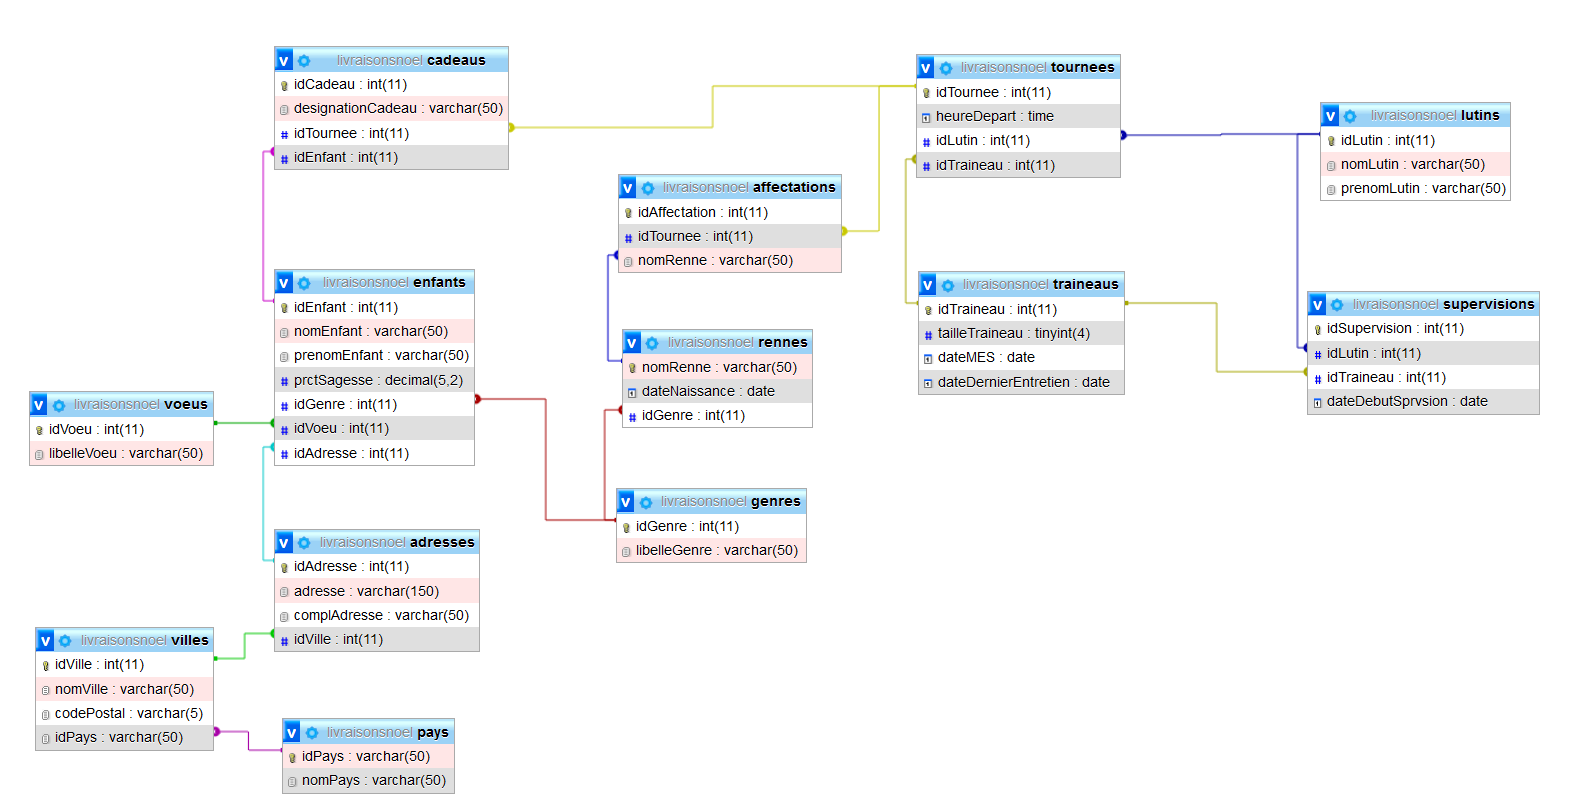 v livraisonsnoel cadeaus
idCadeau : int(11)
designationCadeau : varchar(50)
# idTournee : int(11)
# idEnfant : int(11)
v livraisonsnoel tournees
idTournee : int(11)
heureDepart : time
# idLutin : int(11)
# idTraineau : int(11)
v livraisonsnoel lutins
idLutin : int(11)
nomLutin : varchar(50)
prenomLutin : varchar(50)
v livraisonsnoel affectations
idAffectation : int(11)
# idTournee : int(11)
nomRenne : varchar(50)
v livraisonsnoel enfants
idEnfant : int(11)
nomEnfant : varchar(50)
prenomEnfant : varchar(50)
# prctSagesse : decimal(5,2)
# idGenre : int(11)
# idVoeu : int(11)
# idAdresse : int(11)
v livraisonsnoel traineaus
idTraineau : int(11)
# tailleTraineau : tinyint(4)
dateMES : date
dateDernierEntretien : date
v livraisonsnoel supervisions
idSupervision : int(11)
# idLutin : int(11)
# idTraineau : int(11)
dateDebutSprvsion : date
v livraisonsnoel rennes
nomRenne : varchar(50)
dateNaissance : date
# idGenre : int(11)
v livraisonsnoel voeus
idVoeu : int(11)
libelleVoeu : varchar(50)
v livraisonsnoel genres
idGenre : int(11)
libelleGenre : varchar(50)
v livraisonsnoel adresses
idAdresse : int(11)
adresse : varchar(150)
complAdresse : varchar(50)
# idVille : int(11)
v livraisonsnoel villes
idVille : int(11)
nomVille : varchar(50)
codePostal : varchar(5)
idPays : varchar(50)
v livraisonsnoel pays
idPays : varchar(50)
nomPays : varchar(50)